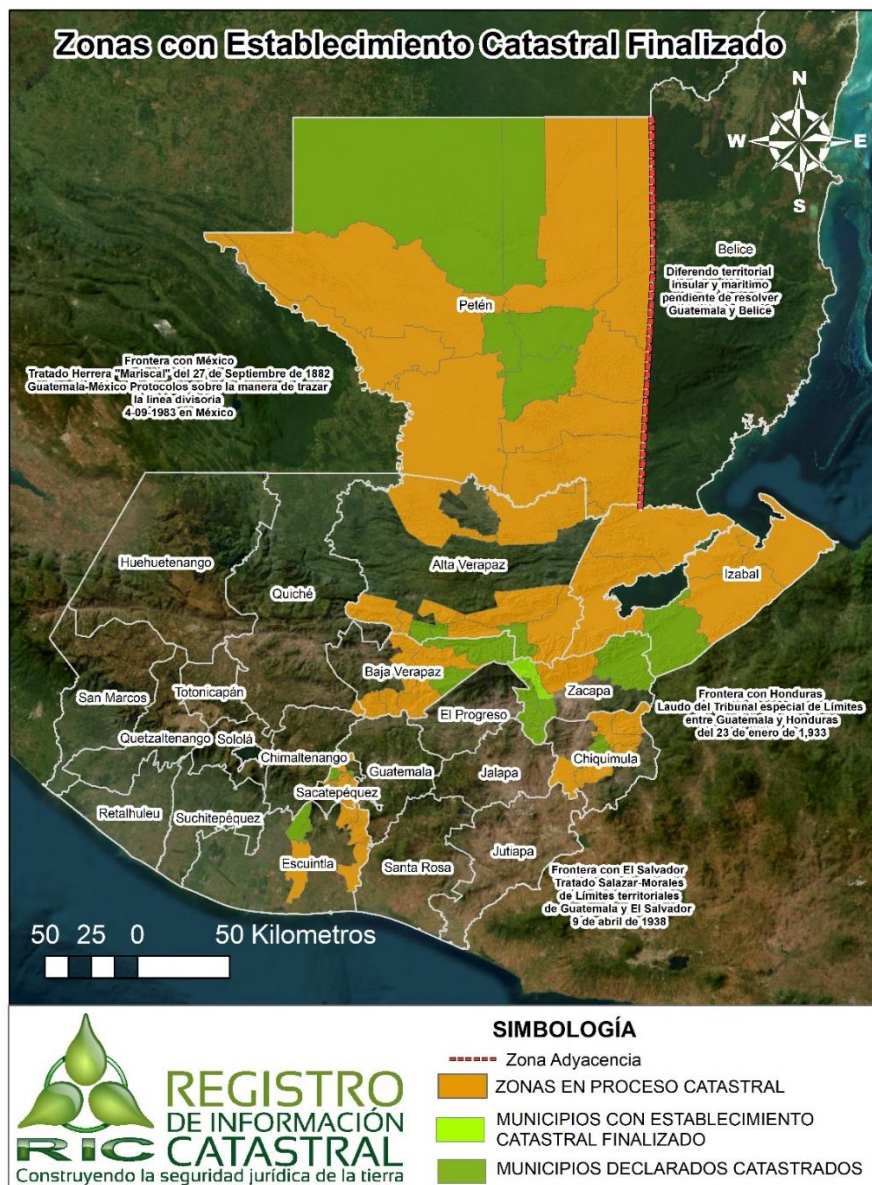 Zonas con Establecimiento Catastral Finalizado
N
W
E
S
Belice
Diferendo territorial
insular y marítimo
pendiente de resolver
Guatemala y Belice
Petén
Frontera con México
Tratado Herrera "Mariscal" del 27 de Septiembre de 1882
Guatemala-México Protocolos sobre la manera de trazar
la linea divisoria
4-09-1983 en México
Huehuetenango
Quiché
Alta Verapaz
Izabal
Baja Verapaz
San Marcos
Totonicapán
Zacapa
El Progreso
Frontera con Honduras
Laudo del Tribunal especial de Límites
entre Guatemala y Honduras
del 23 de enero de 1,933
Quetzaltenango
Sololá
Chimaltenango
Guatemala
Jalapa
Chiquimula
Sacatepéquez
Retalhuleu
Suchitepéquez
Escuintla
Santa Rosa
Jutiapa
Frontera con El Salvador
Tratado Salazar-Morales
de Límites territoriales
de Guatemala y El Salvador
9 de abril de 1938
50 25 0 50 Kilometros
RIC
REGISTRO
DE INFORMACIÓN
CATASTRAL
Construyendo la seguridad jurídica de la tierra
SIMBOLOGÍA
Zona Adyacencia
ZONAS EN PROCESO CATASTRAL
MUNICIPIOS CON ESTABLECIMIENTO
CATASTRAL FINALIZADO
MUNICIPIOS DECLARADOS CATASTRADOS